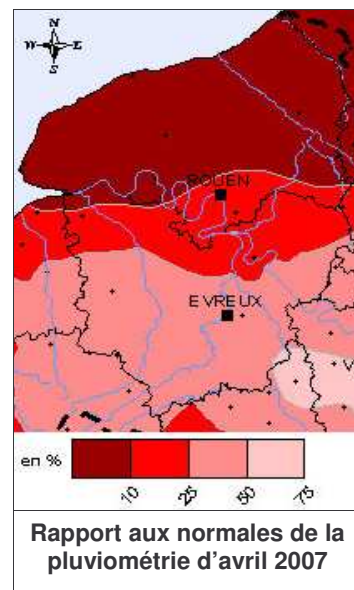 N
W E
S
ROUEN
EVREUX
V
en %
10 25 50 75
Rapport aux normales de la
pluviométrie d'avril 2007